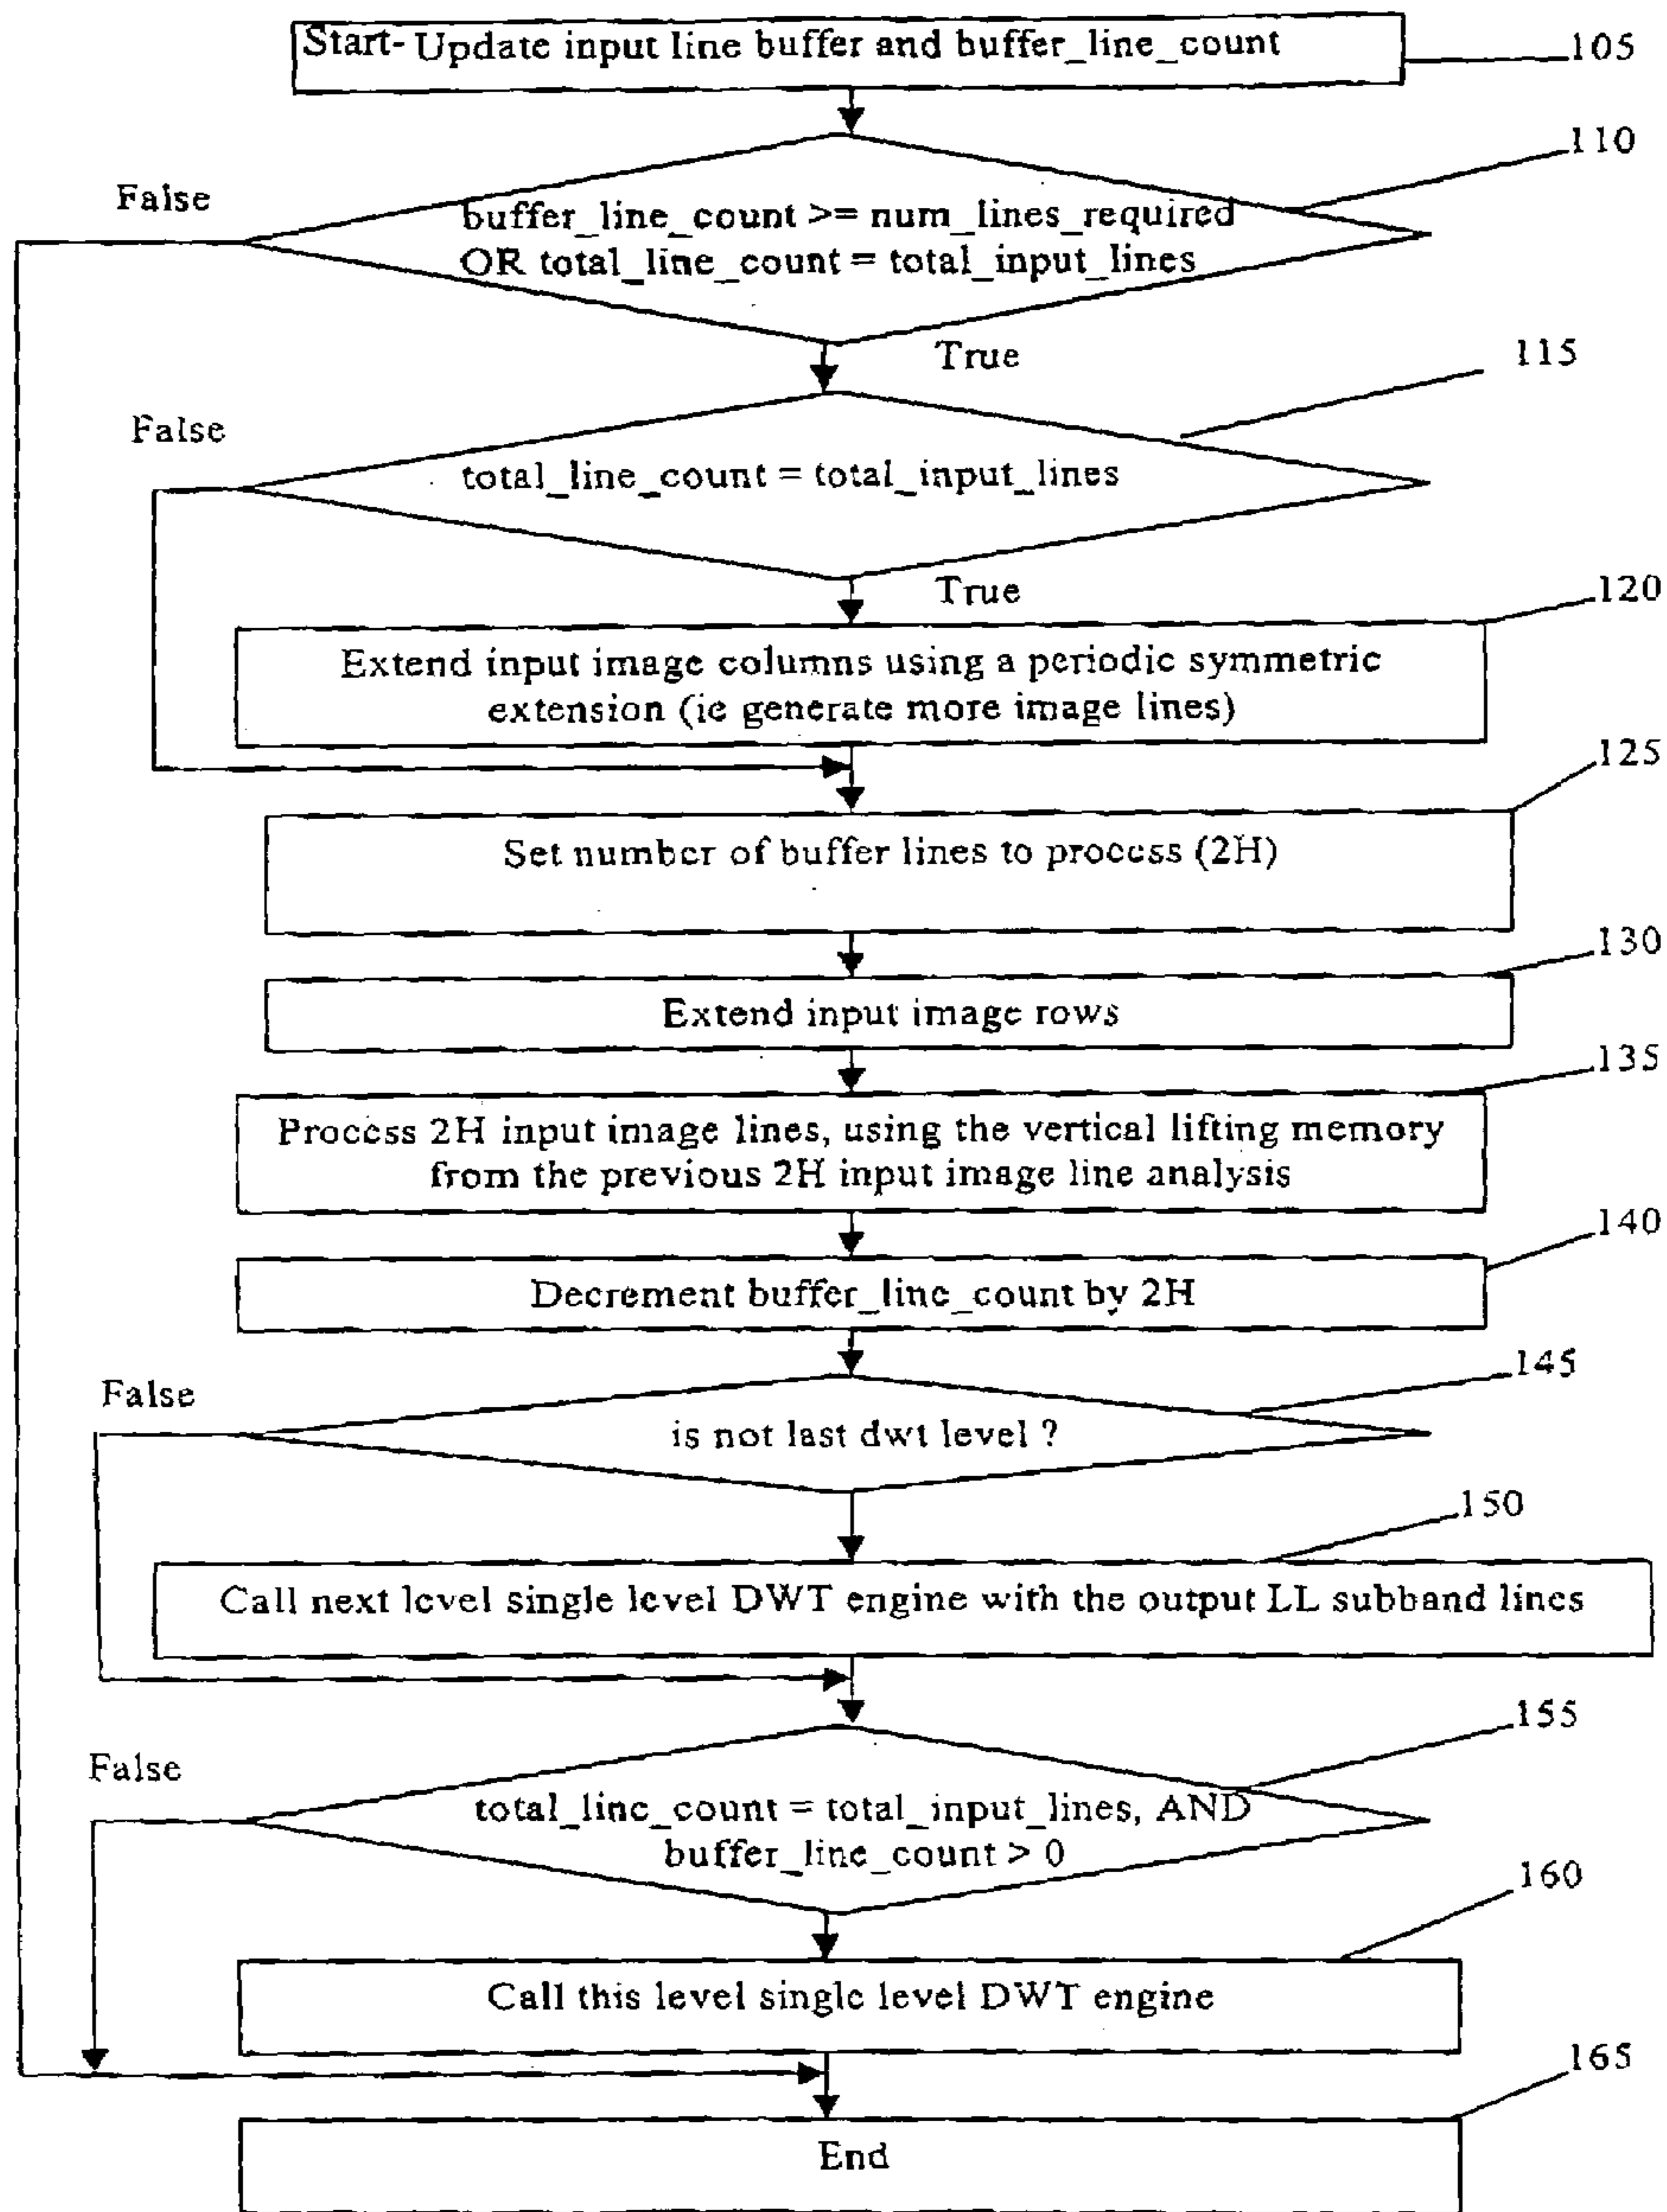 Start- Update input line buffer and buffer_line_count
105
110
False
buffer_line_count >= num_lines_required
OR total_line_count = total_input_lines
True
115
False
total_line_count = total_input_lines
True
120
Extend input image columns using a periodic symmetric
extension (ie generate more image lines)
125
Set number of buffer lines to process (2H)
130
Extend input image rows
135
Process 2H input image lines, using the vertical lifting memory
from the previous 2H input image line analysis
140
Decrement buffer_line_count by 2H
145
False
is not last dwt level ?
150
Call next level single level DWT engine with the output LL subband lines
155
False
total_line_count = total_input_lines, AND
buffer_line_count > 0
160
Call this level single level DWT engine
165
End